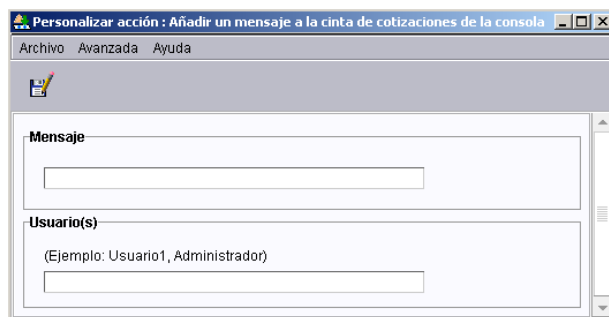 Personalizar acción : Añadir un mensaje a la cinta de cotizaciones de la consola
Archivo Avanzada Ayuda
Mensaje
Usuario(s)
(Ejemplo: Usuario1, Administrador)